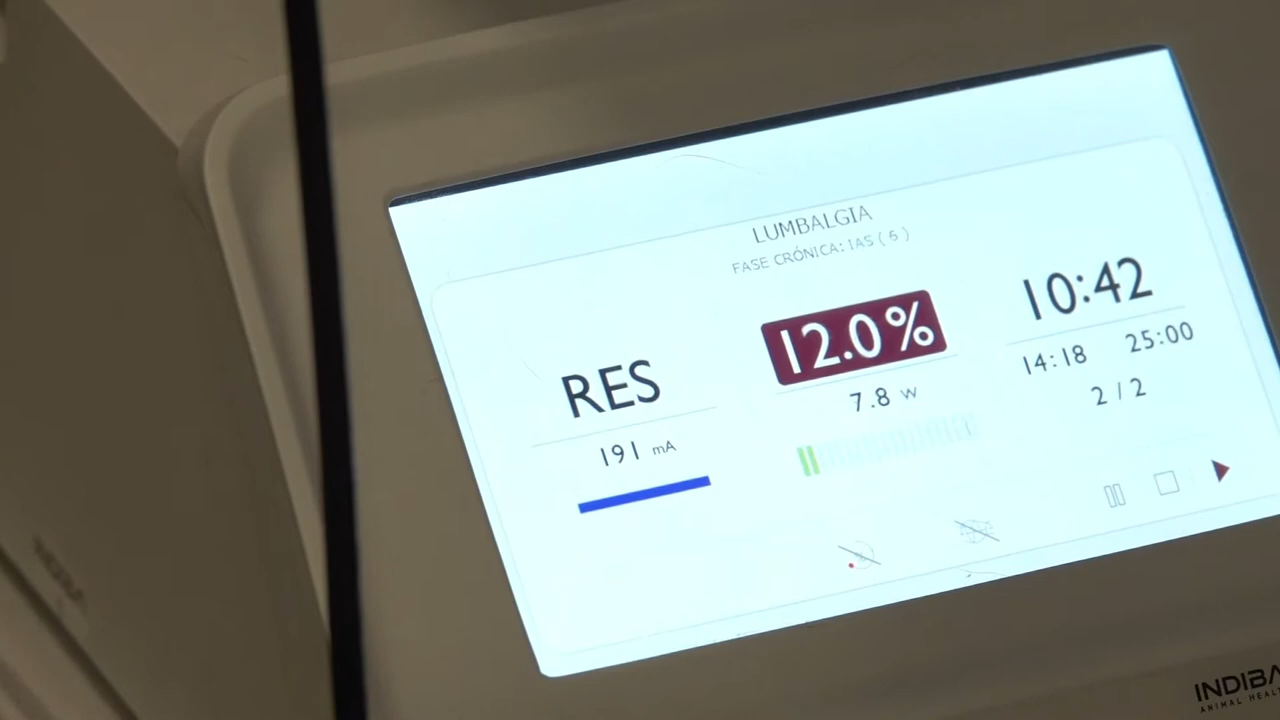 LUMBALGIA
FASE CRÓNICA: IAS ( 6 )
RES
191 mA
12.0%
7.8 W
10:42
14:18 25:00
2 / 2
INDIBA
ANIMAL HEALTH